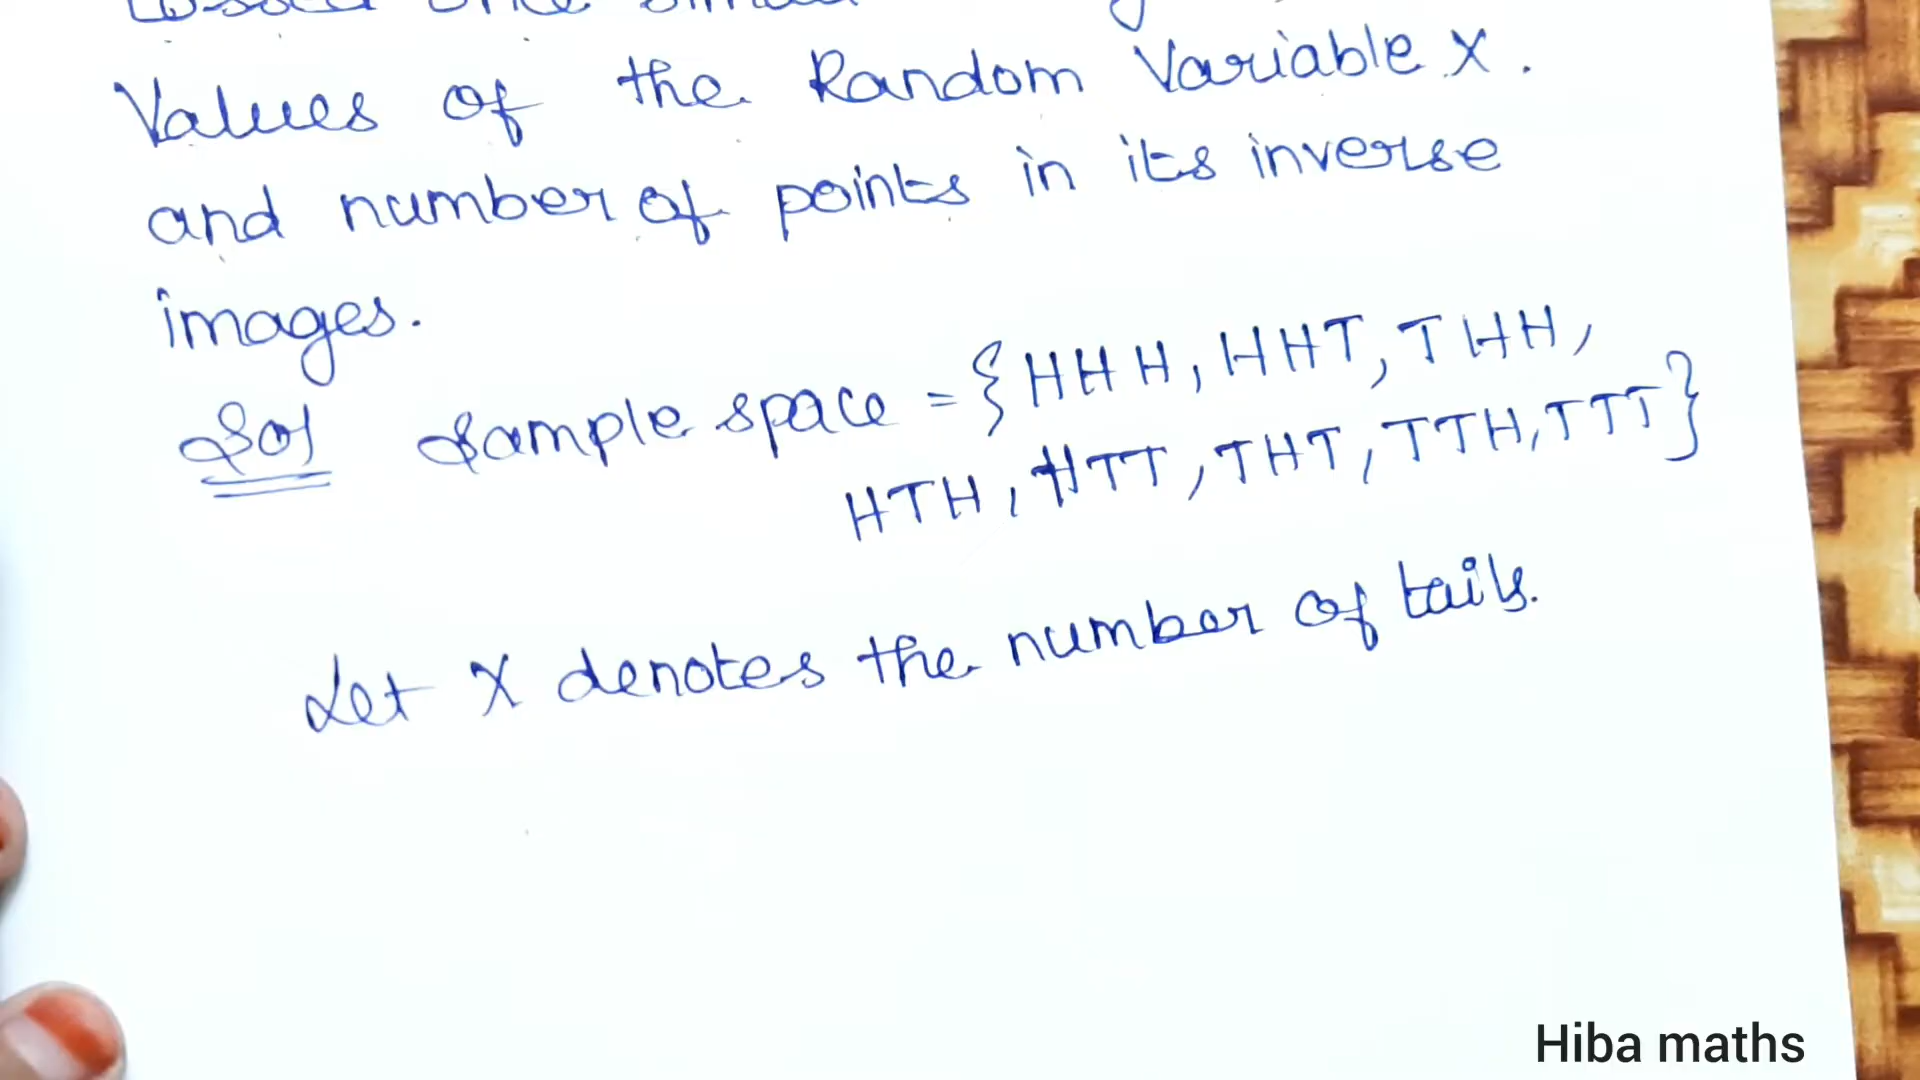 Values of the Random Variable X.
and number of points in its inverse
images.
Sol Sample space = {HHH, HHT, THH,
HTH, HTT, THT, TTH, TTT}
Let X denotes the number of tails.
Hiba maths